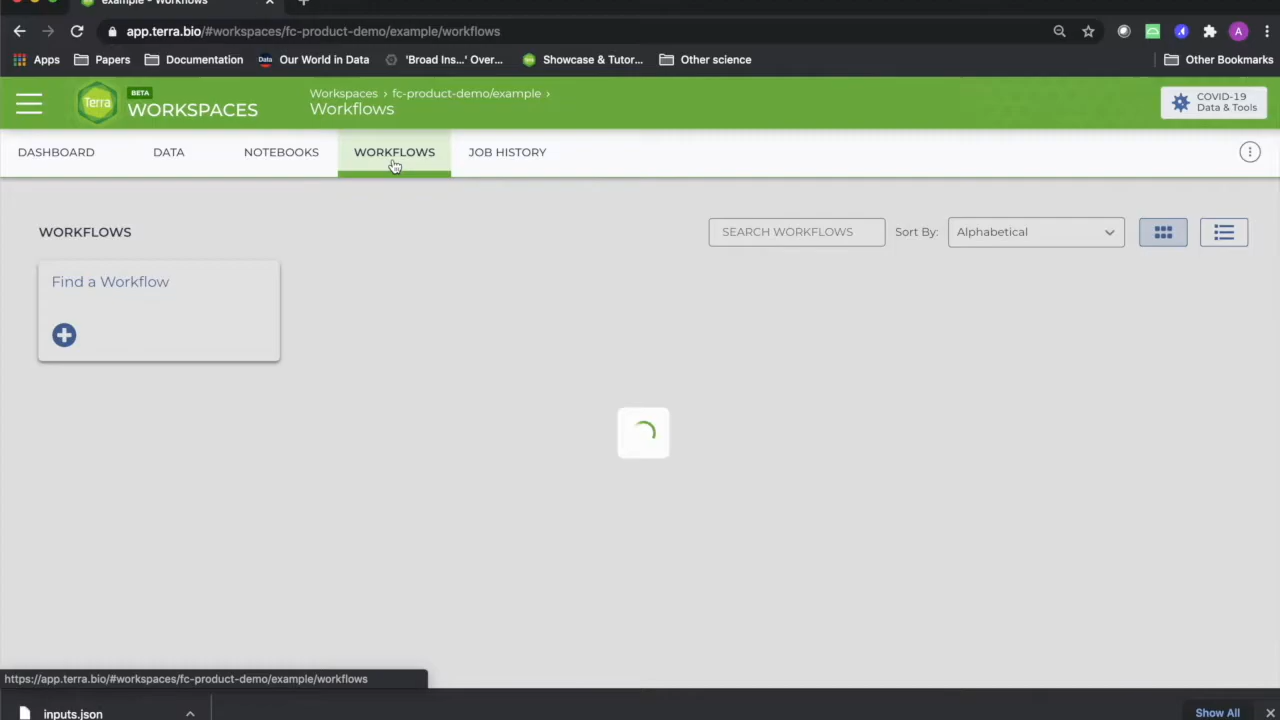 example - Workflows
app.terra.bio/#workspaces/fc-product-demo/example/workflows
A
Apps
Papers
Documentation
Data
Our World in Data
'Broad Ins...' Over...
Showcase & Tutor...
Other science
Other Bookmarks
Terra
BETA
WORKSPACES
Workspaces › fc-product-demo/example ›
Workflows
COVID-19
Data & Tools
DASHBOARD
DATA
NOTEBOOKS
WORKFLOWS
JOB HISTORY
WORKFLOWS
SEARCH WORKFLOWS
Sort By:
Alphabetical
Find a Workflow
https://app.terra.bio/#workspaces/fc-product-demo/example/workflows
inputs.json
Show All